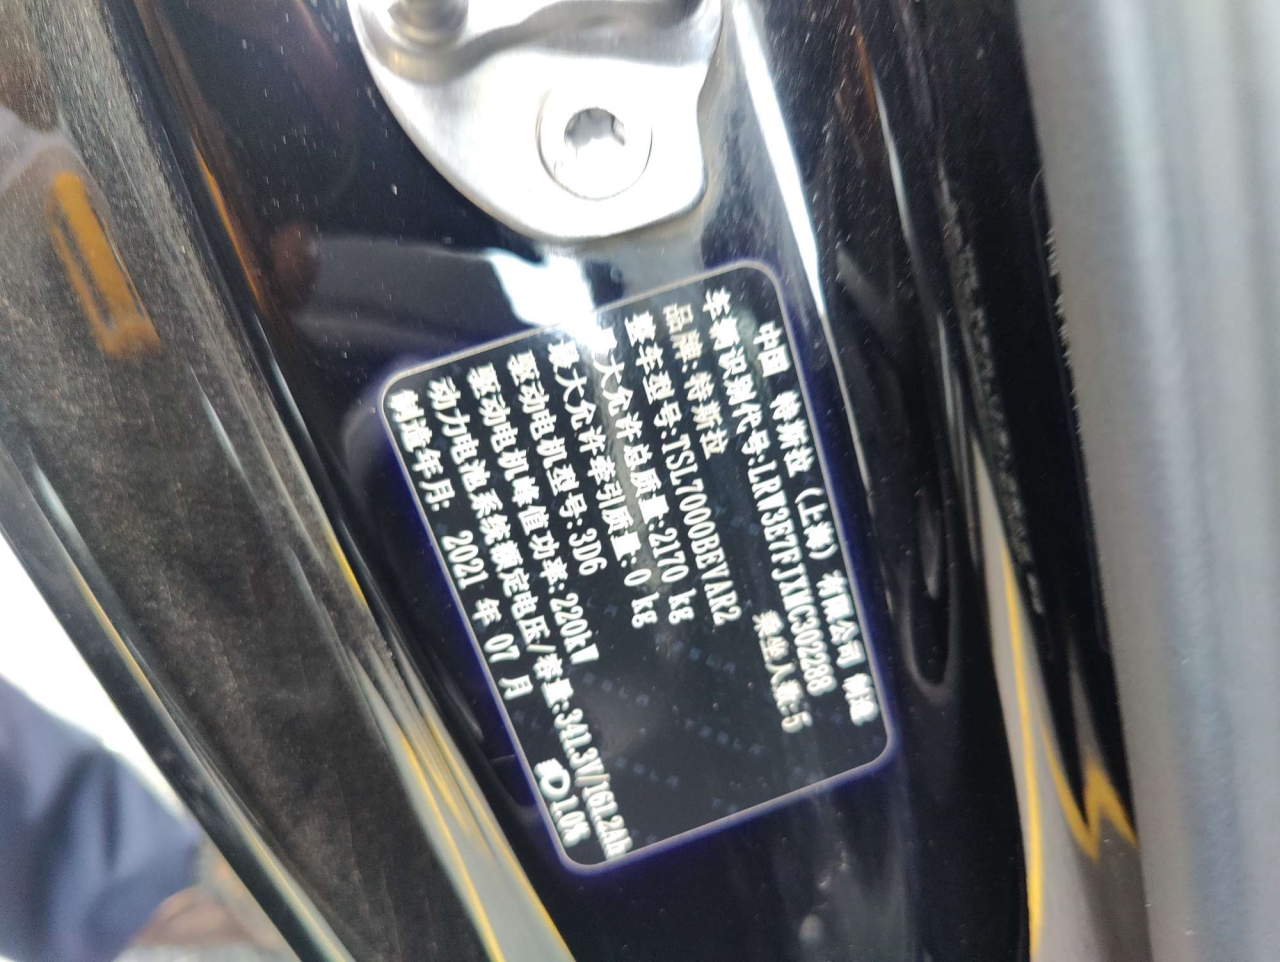 中国 特斯拉（上海）有限公司 制造
车辆识别代号:LRW3E7FJXMC302288
品牌:特斯拉 乘坐人数:5
整车型号:TSL7000BEVAR2
最大允许总质量:2170 kg
最大允许牵引质量:0 kg
驱动电机型号:3D6
驱动电机峰值功率:220kW
动力电池系统额定电压/容量:341.3V/161.2Ah
制造年月: 2021 年 07 月 1.0%